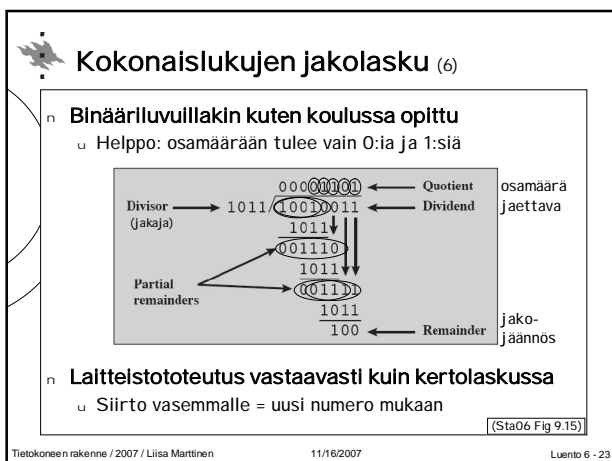 Kokonaislukujen jakolasku (6)
n Binääriluvuillakin kuten koulussa opittu
u Helppo: osamäärään tulee vain 0:ia ja 1:siä
00001101 Quotient osamäärä
Divisor 1011/10010011 Dividend jaettava
(jakaja)
1011
001110
1011
Partial
remainders
001111
1011
100 Remainder jako-
jäännös
n Laitteistototeutus vastaavasti kuin kertolaskussa
u Siirto vasemmalle = uusi numero mukaan
(Sta06 Fig 9.15)
Tietokoneen rakenne / 2007 / Liisa Marttinen 11/16/2007 Luento 6 - 23